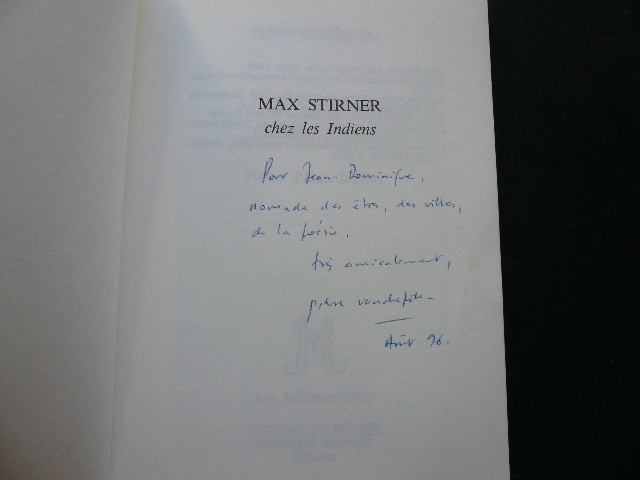 MAX STIRNER
chez les Indiens
Pour Jean-Dominique,
nomade des êtres, des villes,
de la poésie,
très amicalement,
pierre
Août 96.